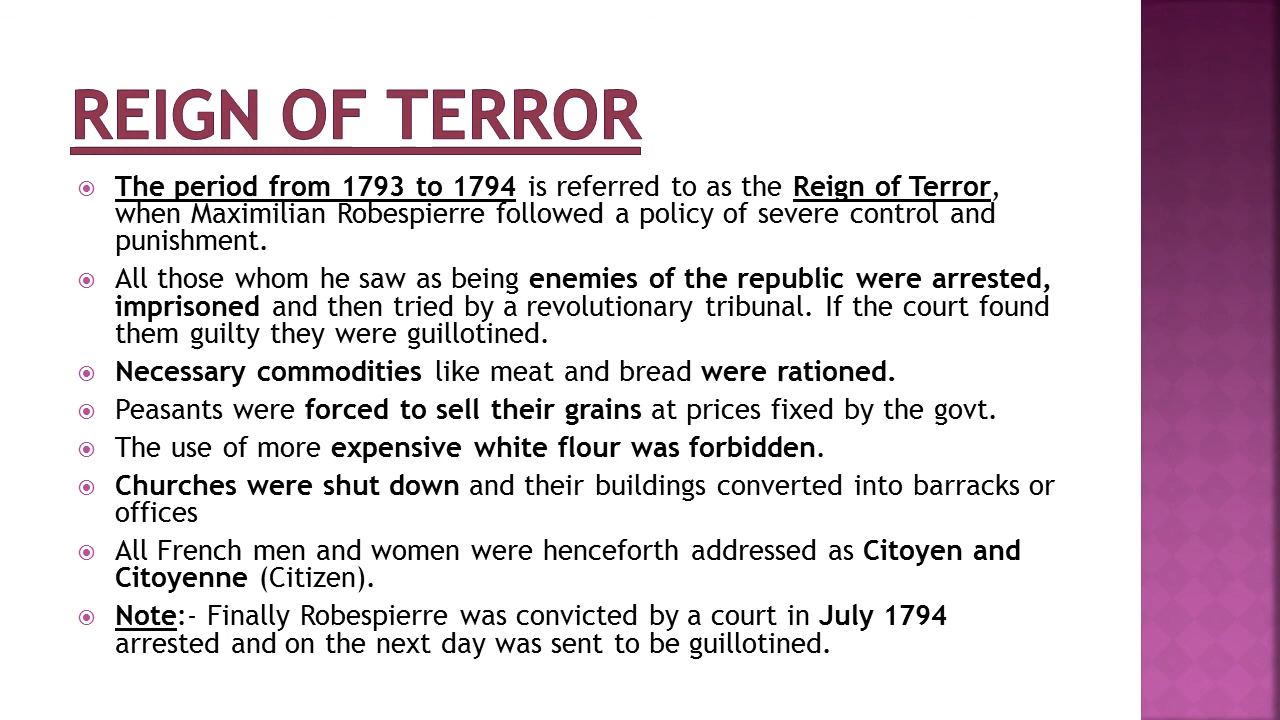 REIGN OF TERROR
The period from 1793 to 1794 is referred to as the Reign of Terror,
when Maximilian Robespierre followed a policy of severe control and
punishment.
All those whom he saw as being enemies of the republic were arrested,
imprisoned and then tried by a revolutionary tribunal. If the court found
them guilty they were guillotined.
Necessary commodities like meat and bread were rationed.
Peasants were forced to sell their grains at prices fixed by the govt.
The use of more expensive white flour was forbidden.
Churches were shut down and their buildings converted into barracks or
offices
All French men and women were henceforth addressed as Citoyen and
Citoyenne (Citizen).
Note:- Finally Robespierre was convicted by a court in July 1794
arrested and on the next day was sent to be guillotined.